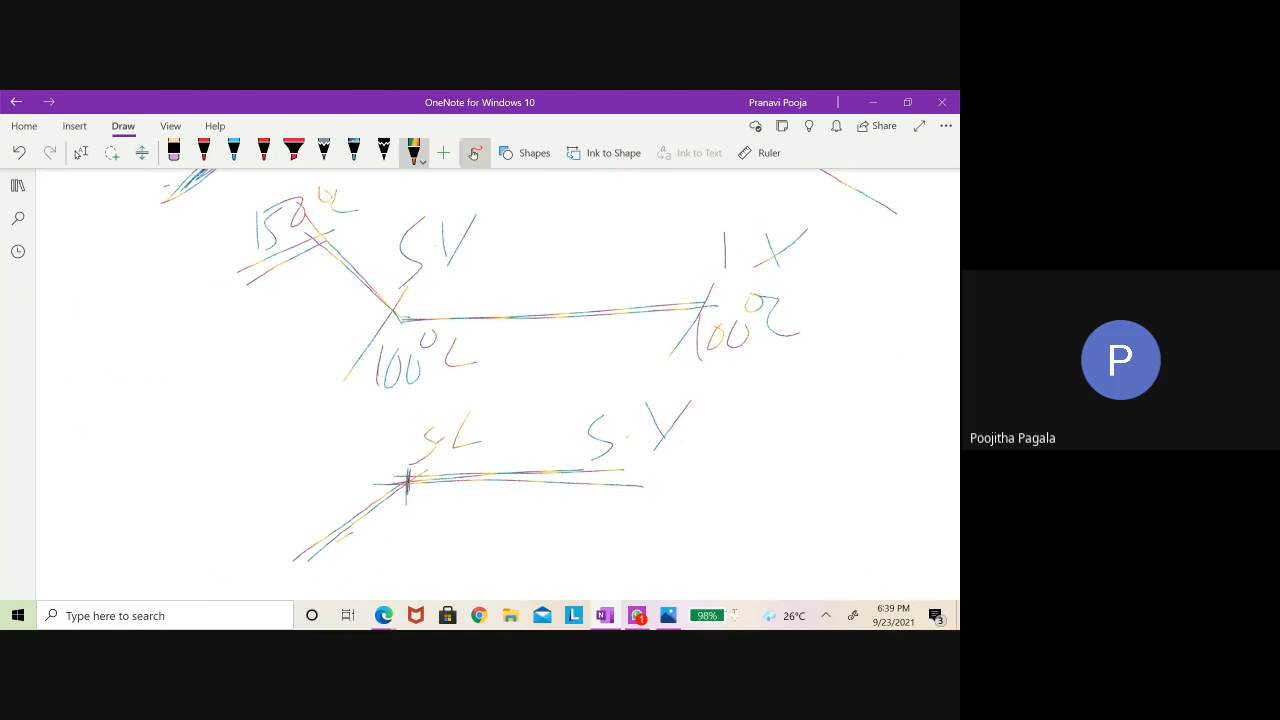 OneNote for Windows 10
Pranavi Pooja
Home Insert Draw View Help
Share
Shapes Ink to Shape Ink to Text Ruler
150°C
S V
1 X
100°C
100°C
S L
S. Y
P
Poojitha Pagala
Type here to search
98%
26°C
6:39 PM
9/23/2021
1
3